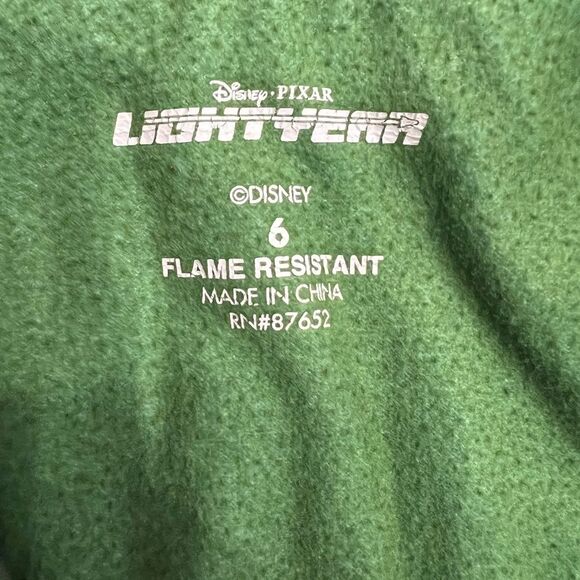 Disney · PIXAR
LIGHTYEAR
©DISNEY
6
FLAME RESISTANT
MADE IN CHINA
RN#87652